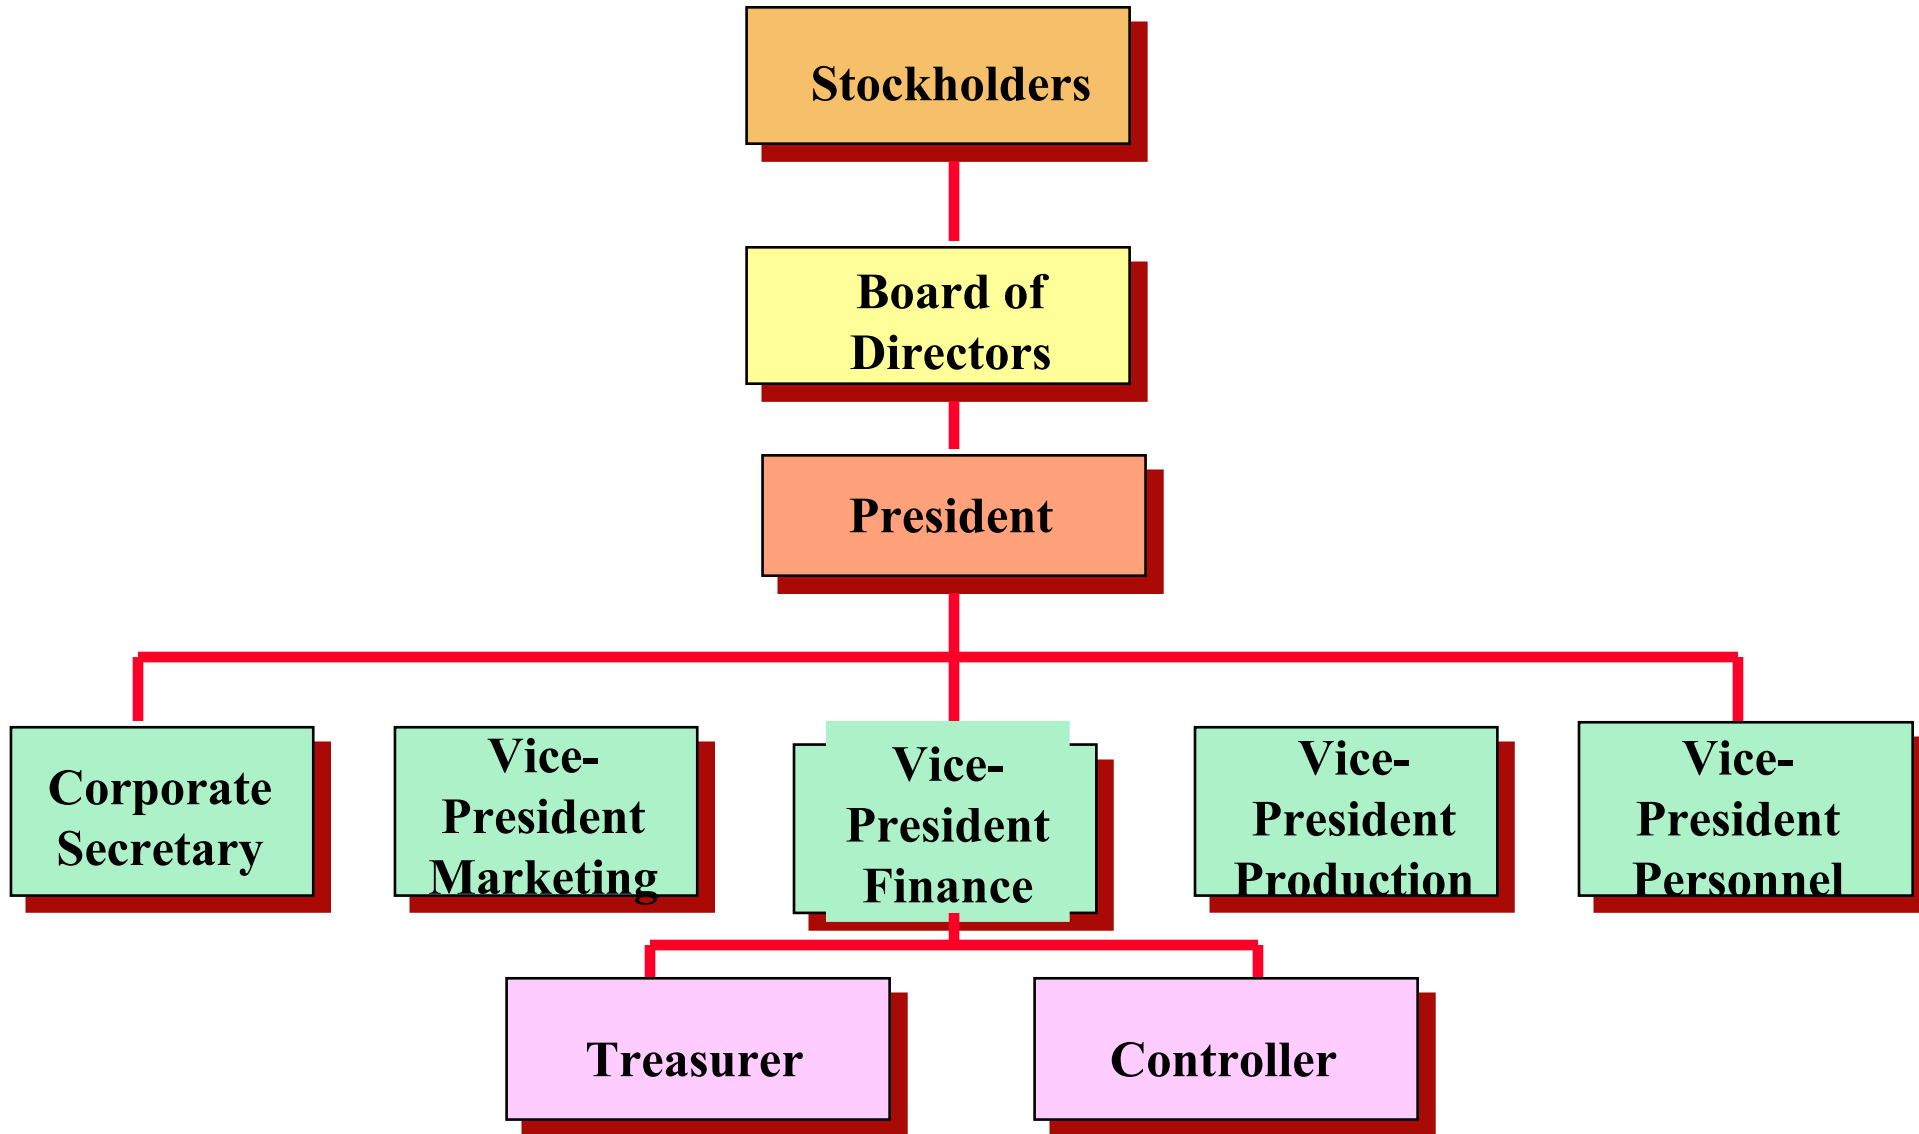 Stockholders
Board of
Directors
President
Corporate
Secretary
Vice-
President
Marketing
Vice-
President
Finance
Vice-
President
Production
Vice-
President
Personnel
Treasurer
Controller